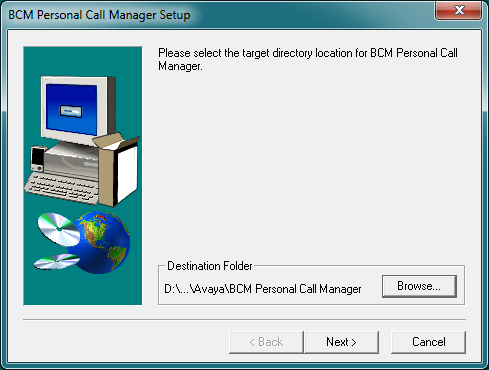 BCM Personal Call Manager Setup
Please select the target directory location for BCM Personal Call
Manager.
Destination Folder
D:\...\Avaya\BCM Personal Call Manager
Browse...
< Back
Next >
Cancel